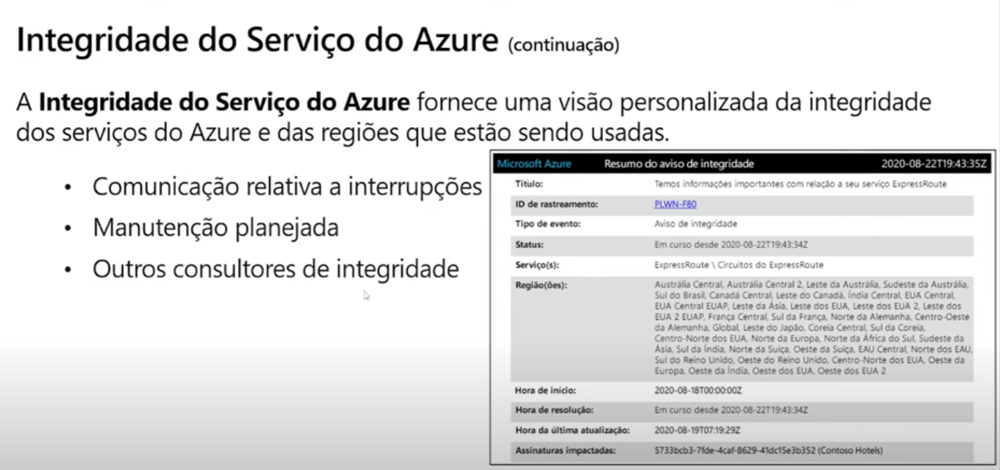 Integridade do Serviço do Azure (continuação)
A Integridade do Serviço do Azure fornece uma visão personalizada da integridade
dos serviços do Azure e das regiões que estão sendo usadas.
• Comunicação relativa a interrupções
• Manutenção planejada
• Outros consultores de integridade
Microsoft Azure Resumo do aviso de integridade 2020-08-22T19:43:35Z
Título: Temos informações importantes com relação a seu serviço ExpressRoute
ID de rastreamento: PLWN-F80
Tipo de evento: Aviso de integridade
Status: Em curso desde 2020-08-22T19:43:34Z
Serviço(s): ExpressRoute \ Circuitos do ExpressRoute
Região(ões): Austrália Central, Austrália Central 2, Leste da Austrália, Sudeste da Austrália,
Sul do Brasil, Canadá Central, Leste do Canadá, Índia Central, EUA Central,
EUA Central EUAP, Leste da Ásia, Leste dos EUA, Leste dos EUA 2, Leste dos
EUA 2 EUAP, França Central, Sul da França, Norte da Alemanha, Centro-Oeste
da Alemanha, Global, Leste do Japão, Coreia Central, Sul da Coreia,
Centro-Norte dos EUA, Norte da Europa, Norte da África do Sul, Sudeste da
Ásia, Sul da Índia, Norte da Suíça, Oeste da Suíça, EAU Central, Norte dos EAU,
Sul do Reino Unido, Oeste do Reino Unido, Centro-Norte dos EUA, Oeste da
Europa, Oeste da Índia, Oeste dos EUA, Oeste dos EUA 2
Hora de início: 2020-08-18T00:00:00Z
Hora de resolução: Em curso desde 2020-08-22T19:43:34Z
Hora da última atualização: 2020-08-19T07:19:29Z
Assinaturas impactadas: 5733bcb3-7fde-4caf-8629-41dc15e3b352 (Contoso Hotels)